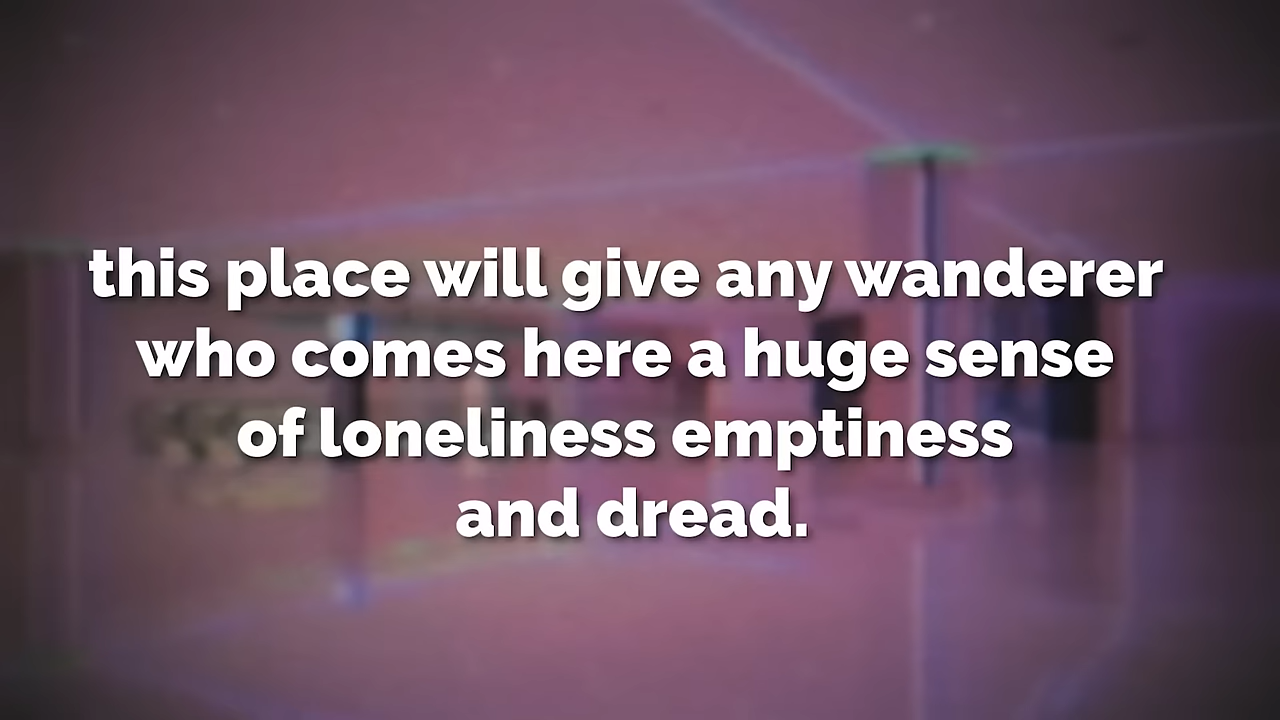 this place will give any wanderer
who comes here a huge sense
of loneliness emptiness
and dread.